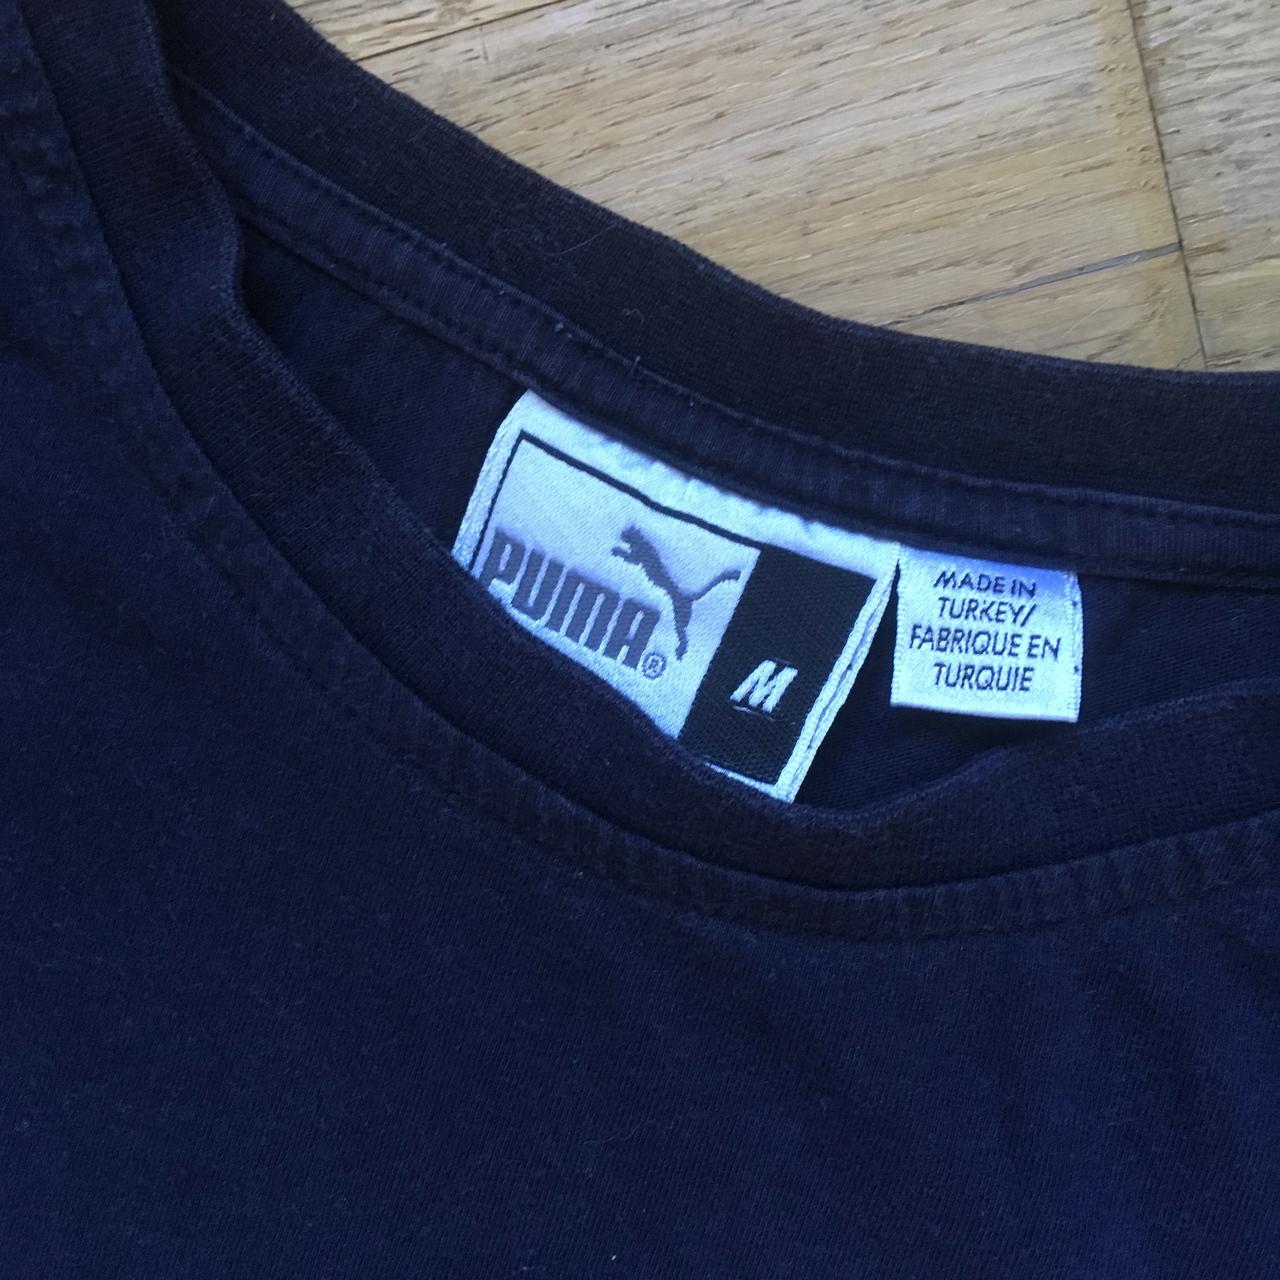 PUMA®
M
MADE IN
TURKEY/
FABRIQUE EN
TURQUIE